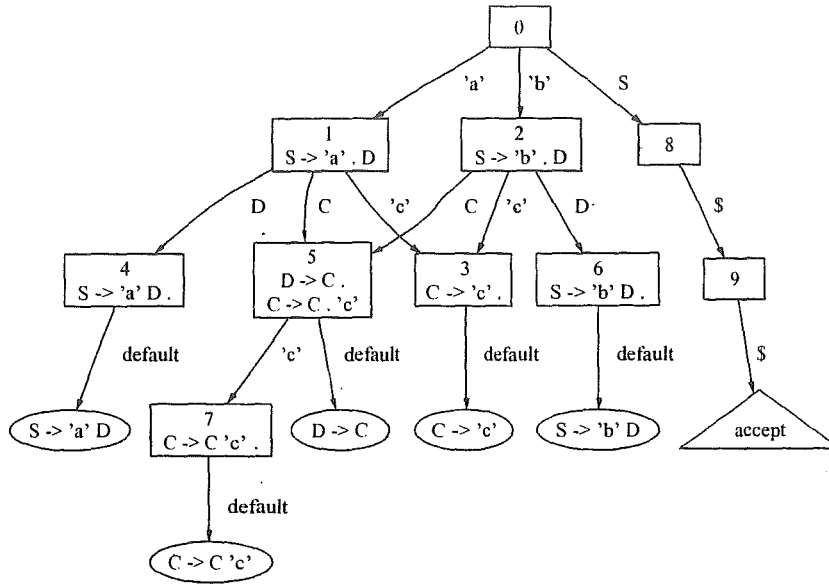 0
'a' 'b' S
1
S -> 'a' . D
2
S -> 'b' . D
8
D C 'c' C 'c' D $
4
S -> 'a' D .
5
D -> C .
C -> C . 'c'
3
C -> 'c' .
6
S -> 'b' D .
9
default 'c' default default default $
S -> 'a' D
7
C -> C 'c' .
D -> C
C -> 'c'
S -> 'b' D
accept
default
C -> C 'c'